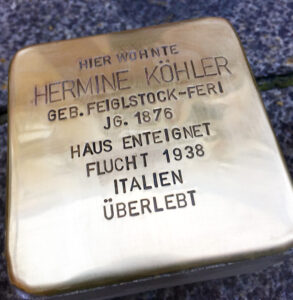 HIER WOHNTE
HERMINE KÖHLER
GEB. FEIGLSTOCK-FERI
JG. 1876
HAUS ENTEIGNET
FLUCHT 1938
ITALIEN
ÜBERLEBT